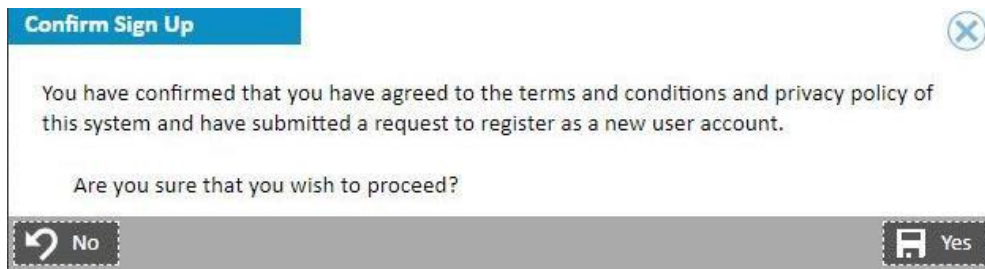 Confirm Sign Up
You have confirmed that you have agreed to the terms and conditions and privacy policy of
this system and have submitted a request to register as a new user account.
Are you sure that you wish to proceed?
No
Yes